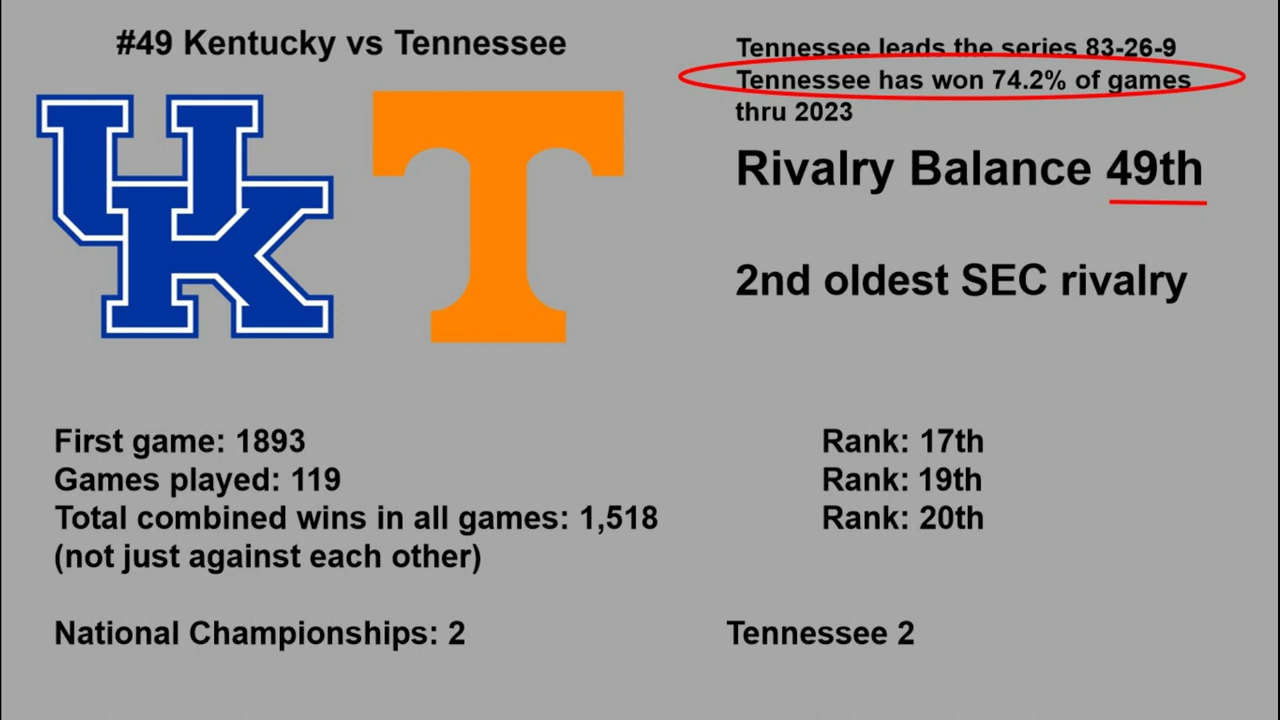 #49 Kentucky vs Tennessee
Tennessee leads the series 83-26-9
Tennessee has won 74.2% of games
thru 2023
Rivalry Balance 49th
2nd oldest SEC rivalry
UK
T
First game: 1893
Rank: 17th
Games played: 119
Rank: 19th
Total combined wins in all games: 1,518
Rank: 20th
(not just against each other)
National Championships: 2
Tennessee 2